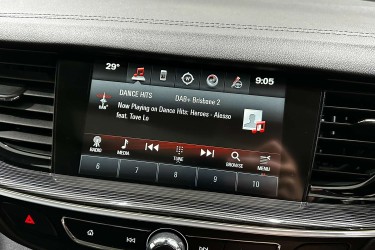 29°
9:05
DANCE HITS
DAB+ Brisbane 2
Now Playing on Dance Hits: Heroes - Alesso
feat. Tove Lo
RADIO
MEDIA
TUNE
BROWSE
MENU
6
7
8
9
10